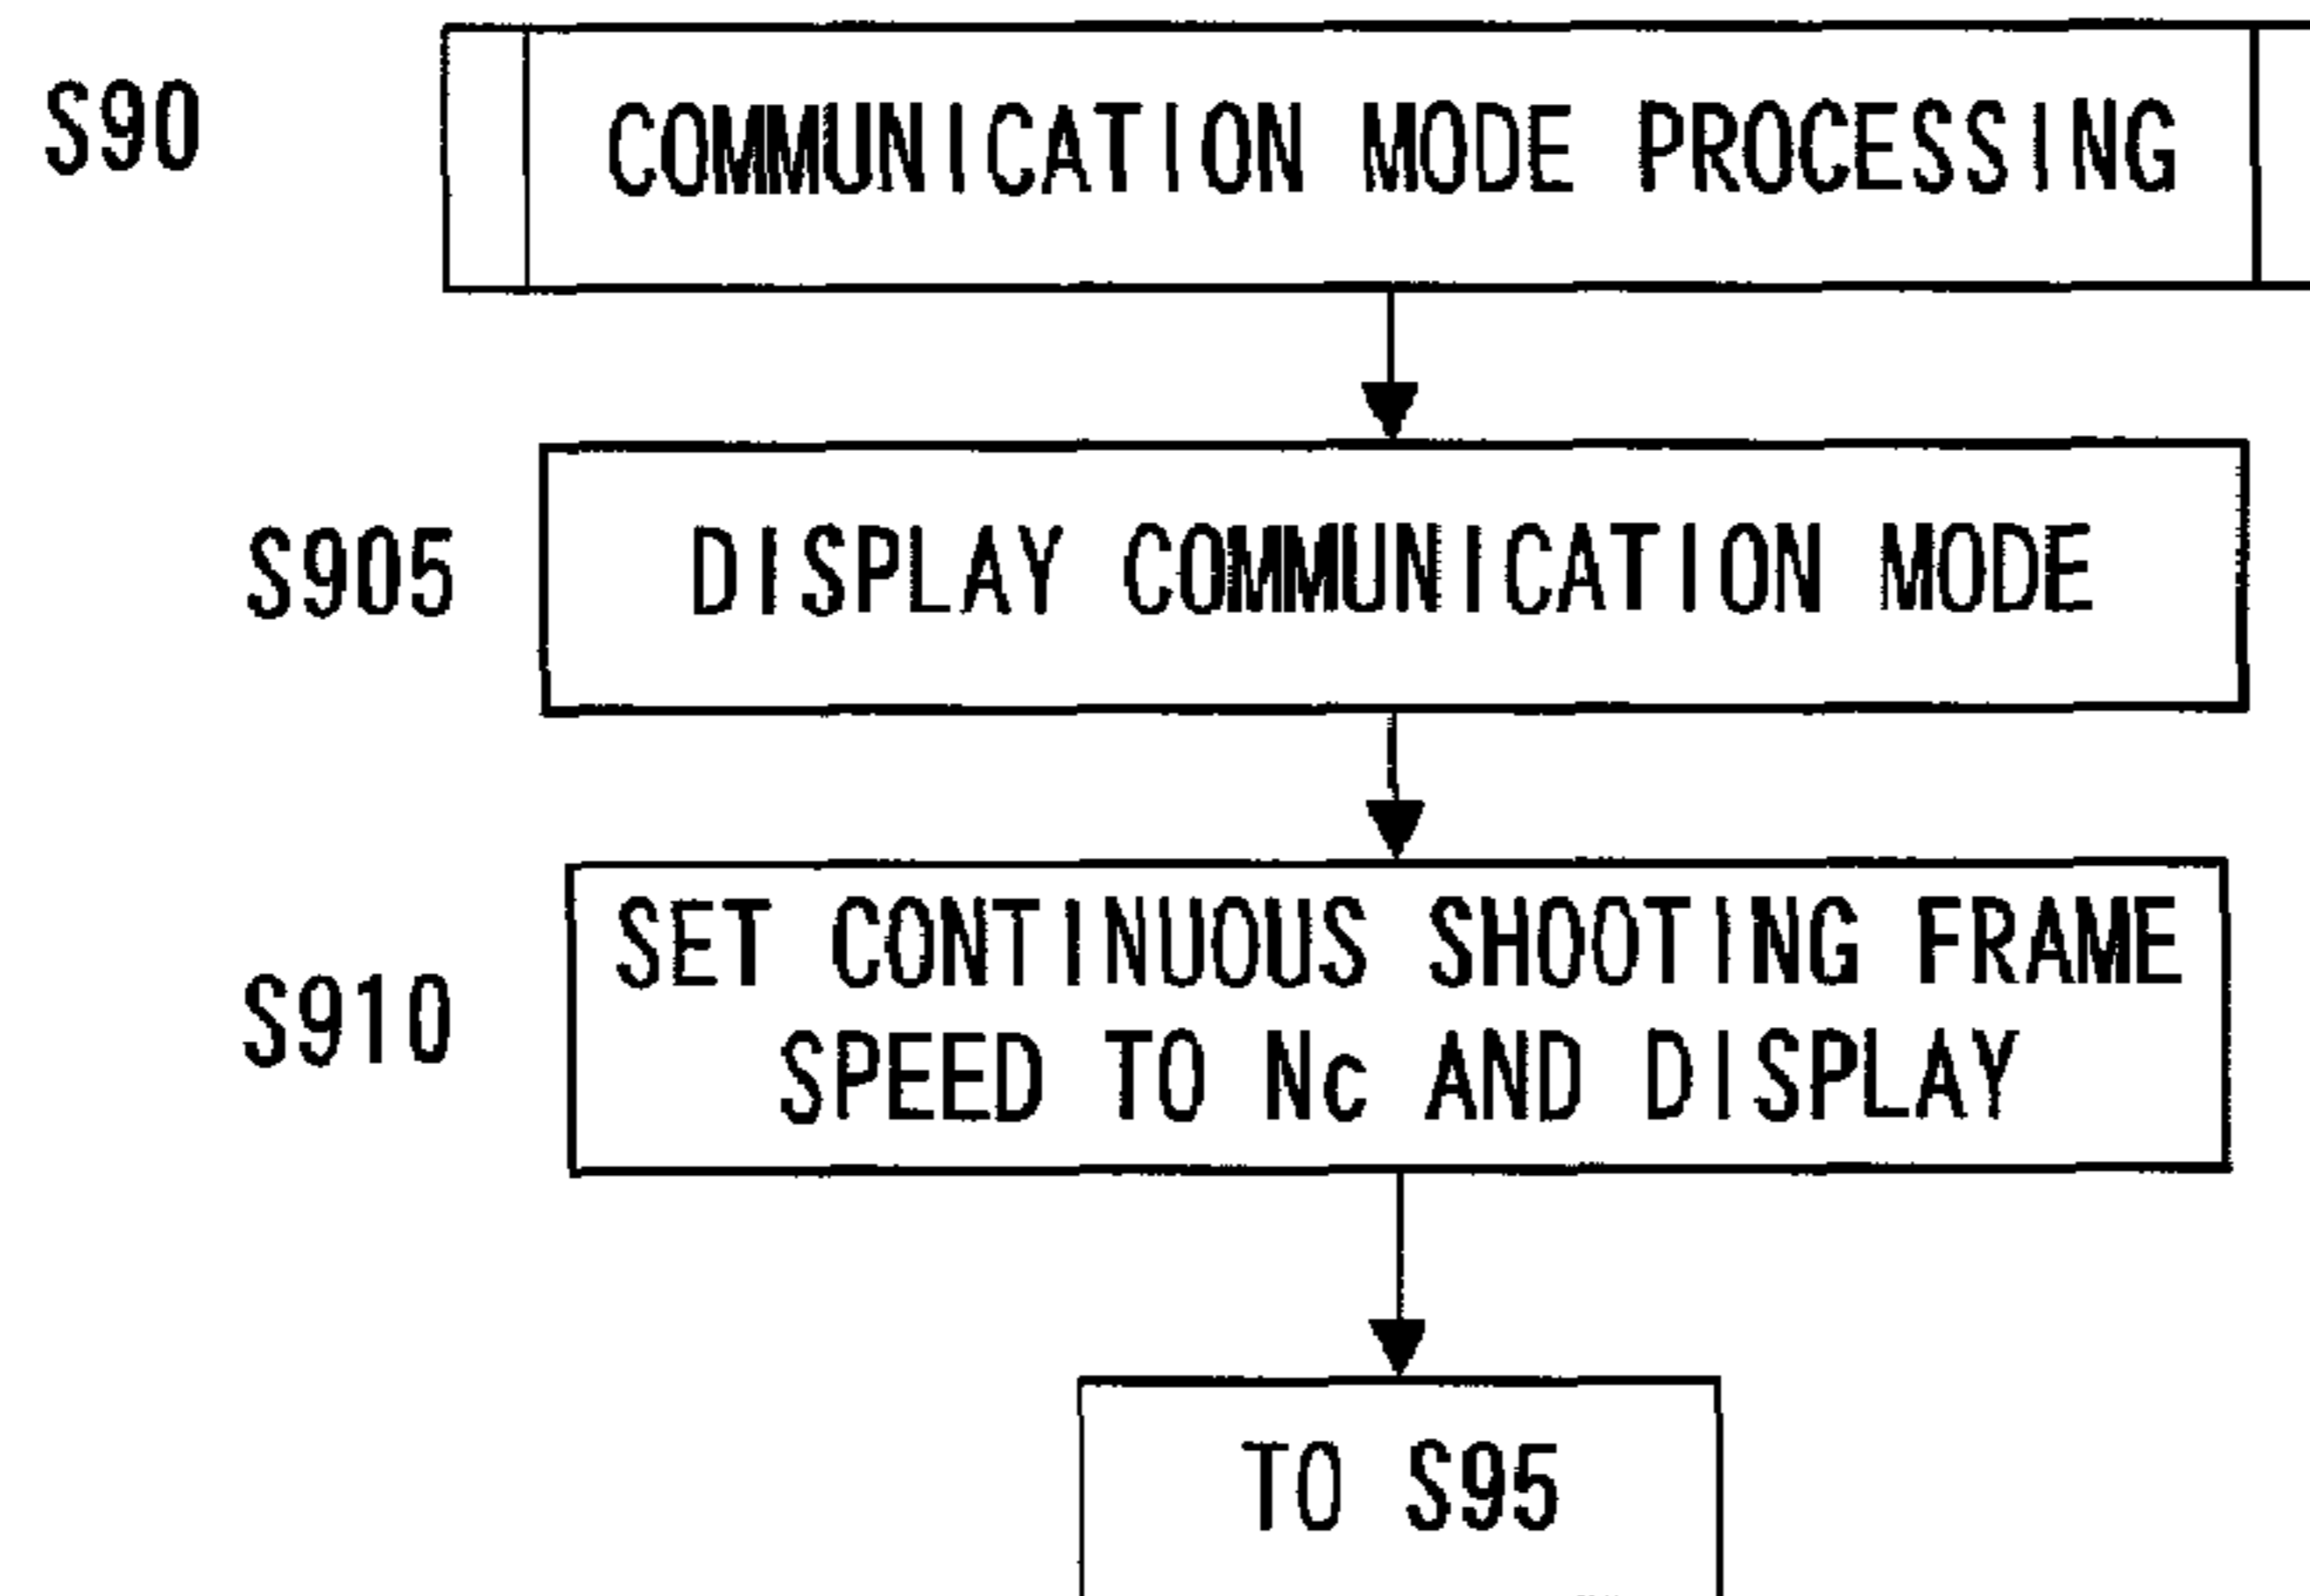 S90 COMMUNICATION MODE PROCESSING
S905 DISPLAY COMMUNICATION MODE
SET CONTINUOUS SHOOTING FRAME
S910
SPEED TO Nc AND DISPLAY
TO S95